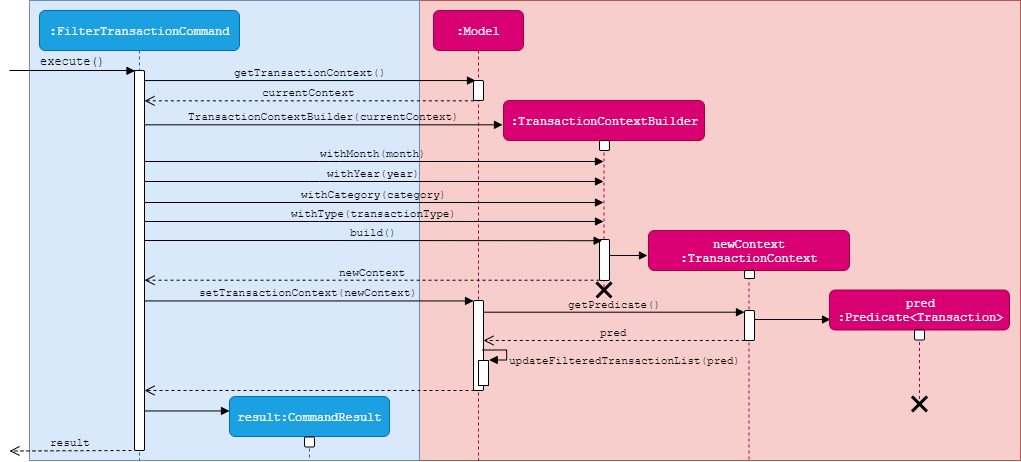 :FilterTransactionCommand
:Model
execute()
getTransactionContext()
currentContext
TransactionContextBuilder(currentContext)
:TransactionContextBuilder
withMonth(month)
withYear(year)
withCategory(category)
withType(transactionType)
build()
newContext
:TransactionContext
newContext
setTransactionContext(newContext)
getPredicate()
pred
:Predicate<Transaction>
pred
updateFilteredTransactionList(pred)
result:CommandResult
result